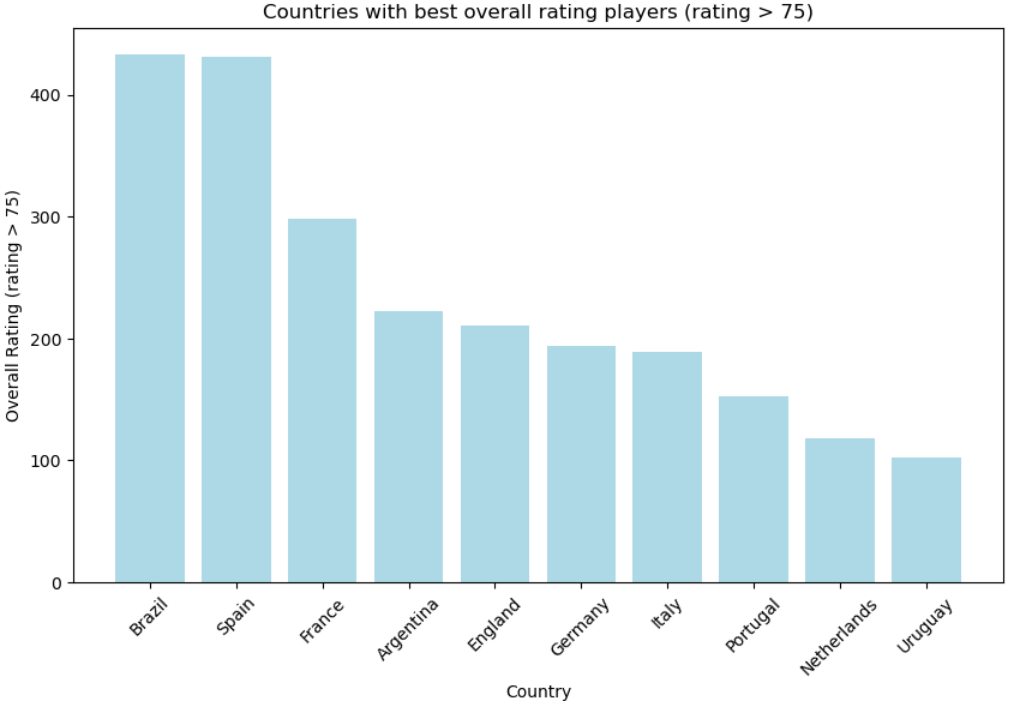 Countries with best overall rating players (rating > 75)
Overall Rating (rating > 75)
400
300
200
100
0
Brazil
Spain
France
Argentina
England
Germany
Italy
Portugal
Netherlands
Uruguay
Country